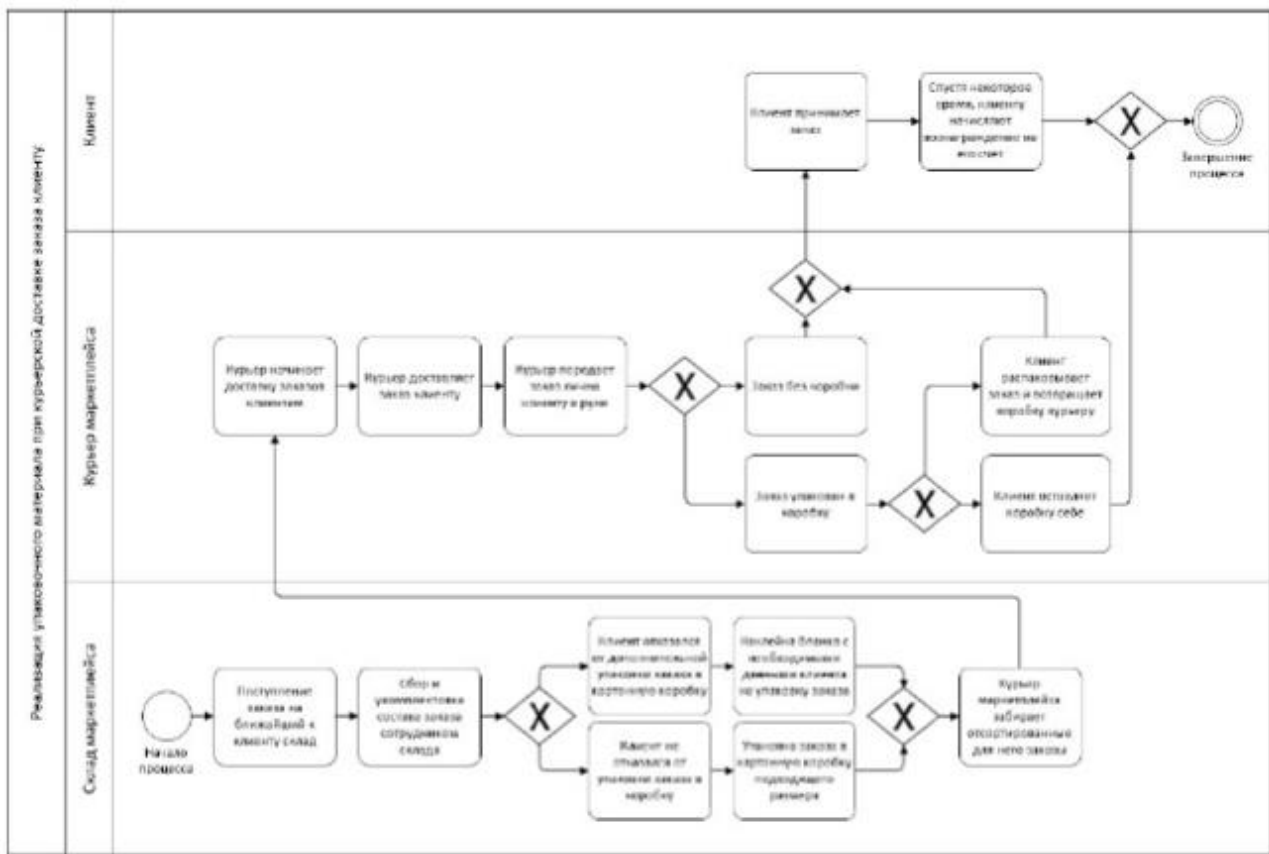 Реализация упаковочного материала при курьерской доставке заказа клиенту
Клиент
Клиент принимает
заказ
Спустя некоторое
время, клиенту
начисляют
вознаграждение на
его счет
X
Завершение
процесса
Курьер маркетплейса
X
Курьер начинает
доставку заказов
клиентам
Курьер доставляет
заказ клиенту
Курьер передает
заказ лично
клиенту в руки
X
Заказ без коробки
Клиент
распаковывает
заказ и возвращает
коробку курьеру
Заказ упакован в
коробку
X
Клиент оставляет
коробку себе
Склад маркетплейса
Начало
процесса
Поступление
заказа на
ближайший к
клиенту склад
Сбор и
укомплектовка
состава заказа
сотрудником
склада
X
Клиент отказался
от дополнительной
упаковки заказа в
картонную коробку
Наклейка бланка с
необходимыми
данными клиента
на упаковку заказа
Клиент не
отказался от
упаковки заказа в
коробку
Упаковка заказа в
картонную коробку
подходящего
размера
X
Курьер
маркетплейса
забирает
отсортированные
для него заказы